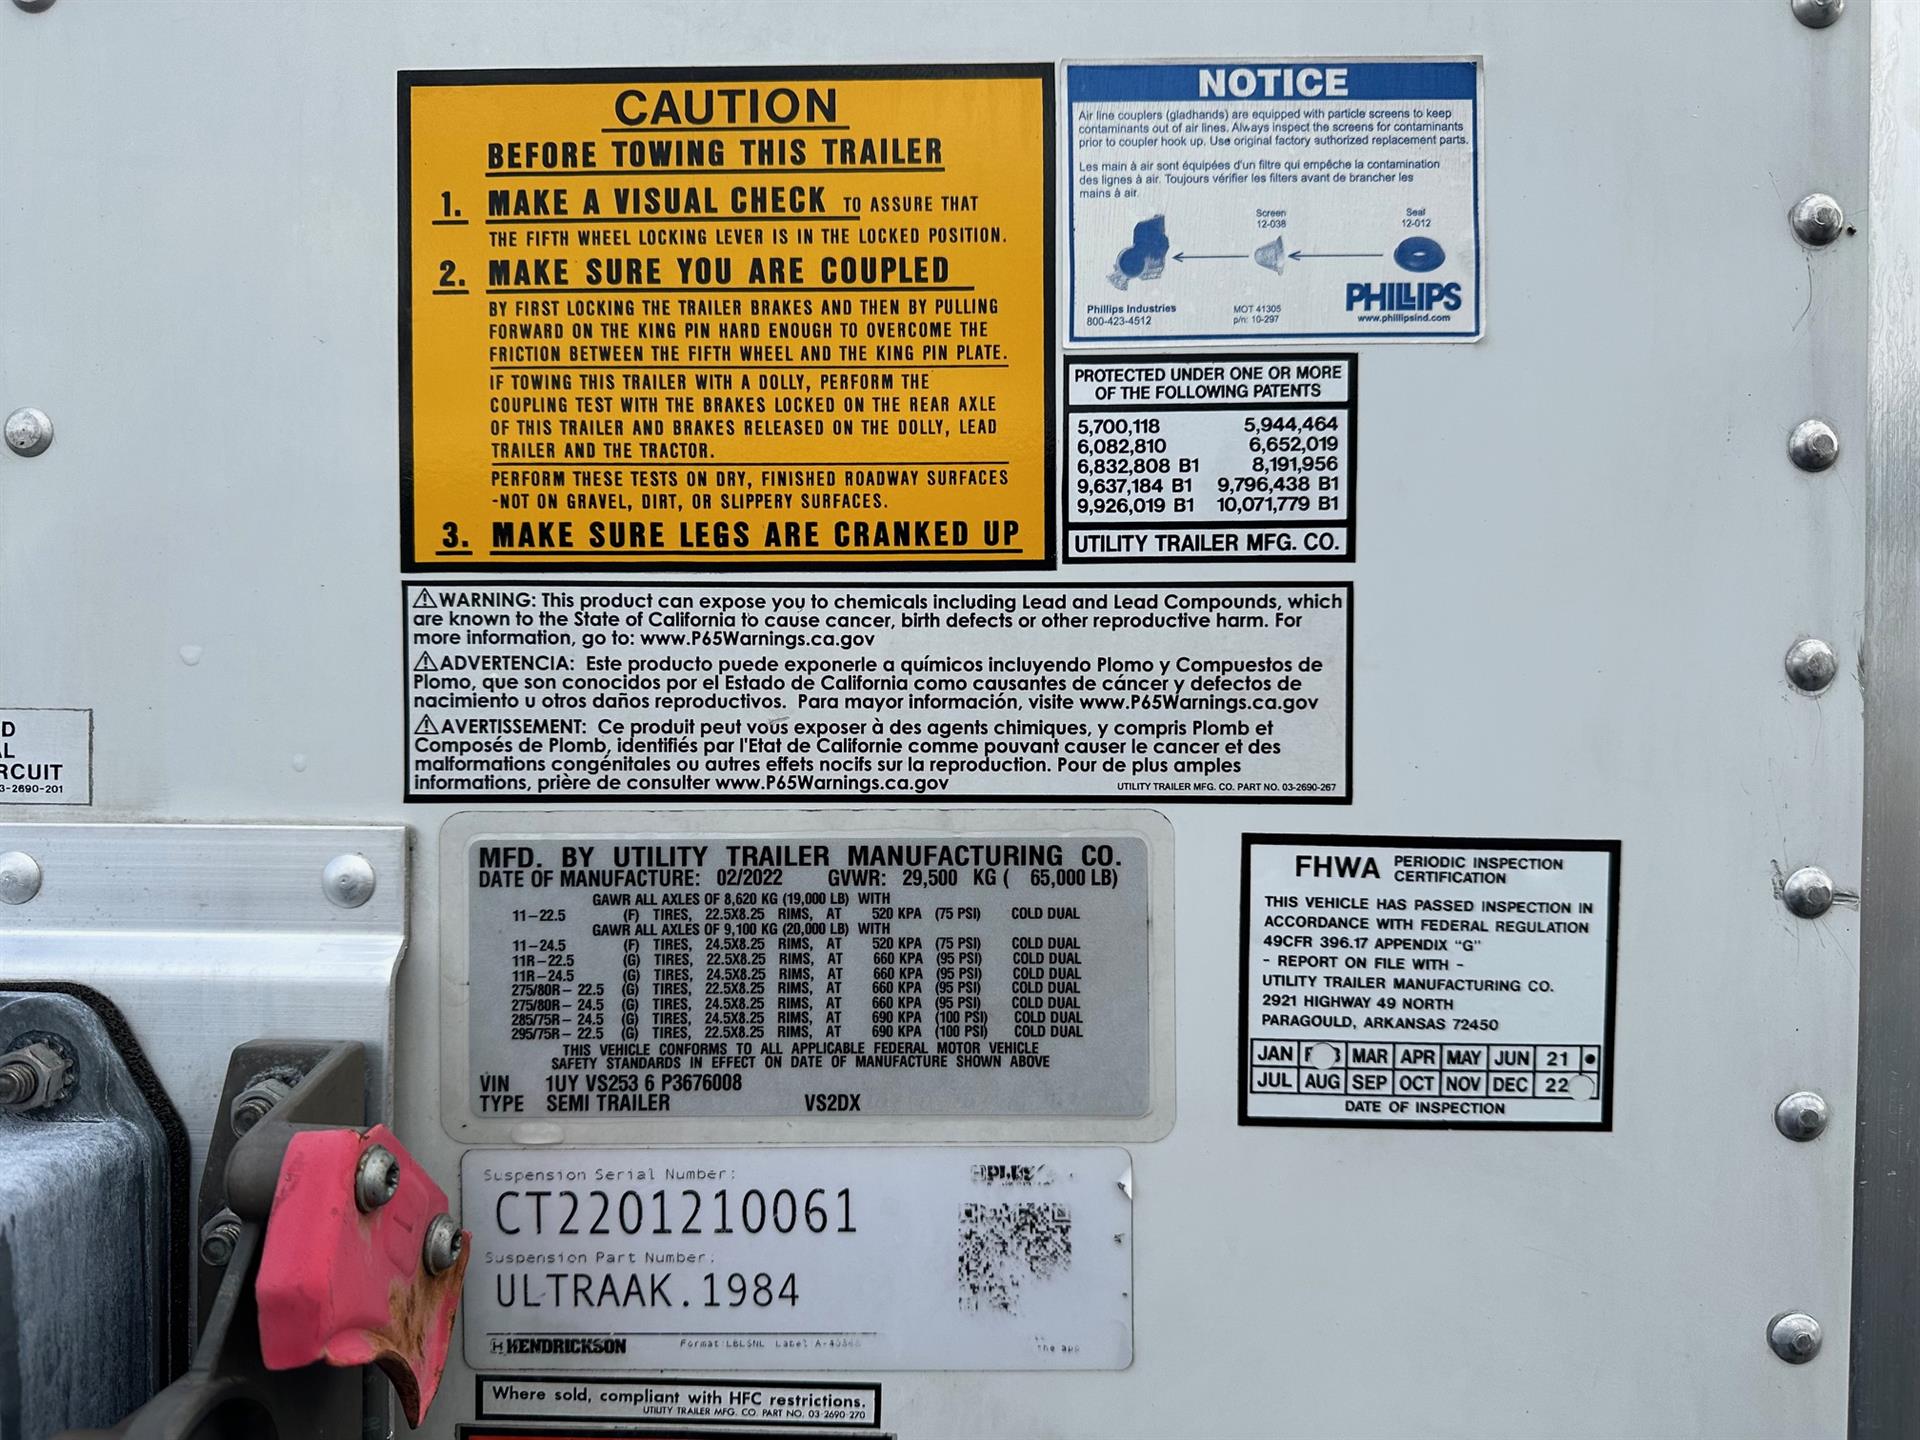 CAUTION
BEFORE TOWING THIS TRAILER
1. MAKE A VISUAL CHECK TO ASSURE THAT
THE FIFTH WHEEL LOCKING LEVER IS IN THE LOCKED POSITION.
2. MAKE SURE YOU ARE COUPLED
BY FIRST LOCKING THE TRAILER BRAKES AND THEN BY PULLING
FORWARD ON THE KING PIN HARD ENOUGH TO OVERCOME THE
FRICTION BETWEEN THE FIFTH WHEEL AND THE KING PIN PLATE.
IF TOWING THIS TRAILER WITH A DOLLY, PERFORM THE
COUPLING TEST WITH THE BRAKES LOCKED ON THE REAR AXLE
OF THIS TRAILER AND BRAKES RELEASED ON THE DOLLY, LEAD
TRAILER AND THE TRACTOR.
PERFORM THESE TESTS ON DRY, FINISHED ROADWAY SURFACES
-NOT ON GRAVEL, DIRT, OR SLIPPERY SURFACES.
3. MAKE SURE LEGS ARE CRANKED UP
NOTICE
Air line couplers (gladhands) are equipped with particle screens to keep
contaminants out of air lines. Always inspect the screens for contaminants
prior to coupler hook up. Use original factory authorized replacement parts.
Les main à air sont équipées d'un filtre qui empêche la contamination
des lignes à air. Toujours vérifier les filters avant de brancher les
mains à air.
Screen
12-038
Seal
12-012
Phillips Industries
800-423-4512
MOT 41305
p/n: 10-297
PHILLIPS
www.phillipsind.com
PROTECTED UNDER ONE OR MORE
OF THE FOLLOWING PATENTS
5,700,118 5,944,464
6,082,810 6,652,019
6,832,808 B1 8,191,956
9,637,184 B1 9,796,438 B1
9,926,019 B1 10,071,779 B1
UTILITY TRAILER MFG. CO.
WARNING: This product can expose you to chemicals including Lead and Lead Compounds, which
are known to the State of California to cause cancer, birth defects or other reproductive harm. For
more information, go to: www.P65Warnings.ca.gov
ADVERTENCIA: Este producto puede exponerle a químicos incluyendo Plomo y Compuestos de
Plomo, que son conocidos por el Estado de California como causantes de cáncer y defectos de
nacimiento u otros daños reproductivos. Para mayor información, visite www.P65Warnings.ca.gov
AVERTISSEMENT: Ce produit peut vous exposer à des agents chimiques, y compris Plomb et
Composés de Plomb, identifiés par l'Etat de Californie comme pouvant causer le cancer et des
malformations congénitales ou autres effets nocifs sur la reproduction. Pour de plus amples
informations, prière de consulter www.P65Warnings.ca.gov
UTILITY TRAILER MFG. CO. PART NO. 03-2690-267
D
AL
RCUIT
3-2690-201
MFD. BY UTILITY TRAILER MANUFACTURING CO.
DATE OF MANUFACTURE: 02/2022 GVWR: 29,500 KG ( 65,000 LB)
GAWR ALL AXLES OF 8,620 KG (19,000 LB) WITH
11-22.5 (F) TIRES, 22.5X8.25 RIMS, AT 520 KPA (75 PSI) COLD DUAL
GAWR ALL AXLES OF 9,100 KG (20,000 LB) WITH
11-24.5 (F) TIRES, 24.5X8.25 RIMS, AT 520 KPA (75 PSI) COLD DUAL
11R-22.5 (G) TIRES, 22.5X8.25 RIMS, AT 660 KPA (95 PSI) COLD DUAL
11R-24.5 (G) TIRES, 24.5X8.25 RIMS, AT 660 KPA (95 PSI) COLD DUAL
275/80R- 22.5 (G) TIRES, 22.5X8.25 RIMS, AT 660 KPA (95 PSI) COLD DUAL
275/80R- 24.5 (G) TIRES, 24.5X8.25 RIMS, AT 660 KPA (95 PSI) COLD DUAL
285/75R- 24.5 (G) TIRES, 24.5X8.25 RIMS, AT 690 KPA (100 PSI) COLD DUAL
295/75R- 22.5 (G) TIRES, 22.5X8.25 RIMS, AT 690 KPA (100 PSI) COLD DUAL
THIS VEHICLE CONFORMS TO ALL APPLICABLE FEDERAL MOTOR VEHICLE
SAFETY STANDARDS IN EFFECT ON DATE OF MANUFACTURE SHOWN ABOVE
VIN 1UY VS253 6 P3676008
TYPE SEMI TRAILER VS2DX
FHWA PERIODIC INSPECTION
CERTIFICATION
THIS VEHICLE HAS PASSED INSPECTION IN
ACCORDANCE WITH FEDERAL REGULATION
49CFR 396.17 APPENDIX "G"
- REPORT ON FILE WITH -
UTILITY TRAILER MANUFACTURING CO.
2921 HIGHWAY 49 NORTH
PARAGOULD, ARKANSAS 72450
JAN MAR APR MAY JUN 21
JUL AUG SEP OCT NOV DEC 22
DATE OF INSPECTION
Suspension Serial Number:
CT2201210061
Suspension Part Number:
ULTRAAK.1984
HENDRICKSON
Format:LBLSNL Label
the app
Where sold, compliant with HFC restrictions.
UTILITY TRAILER MFG. CO. PART NO. 03-2690-270